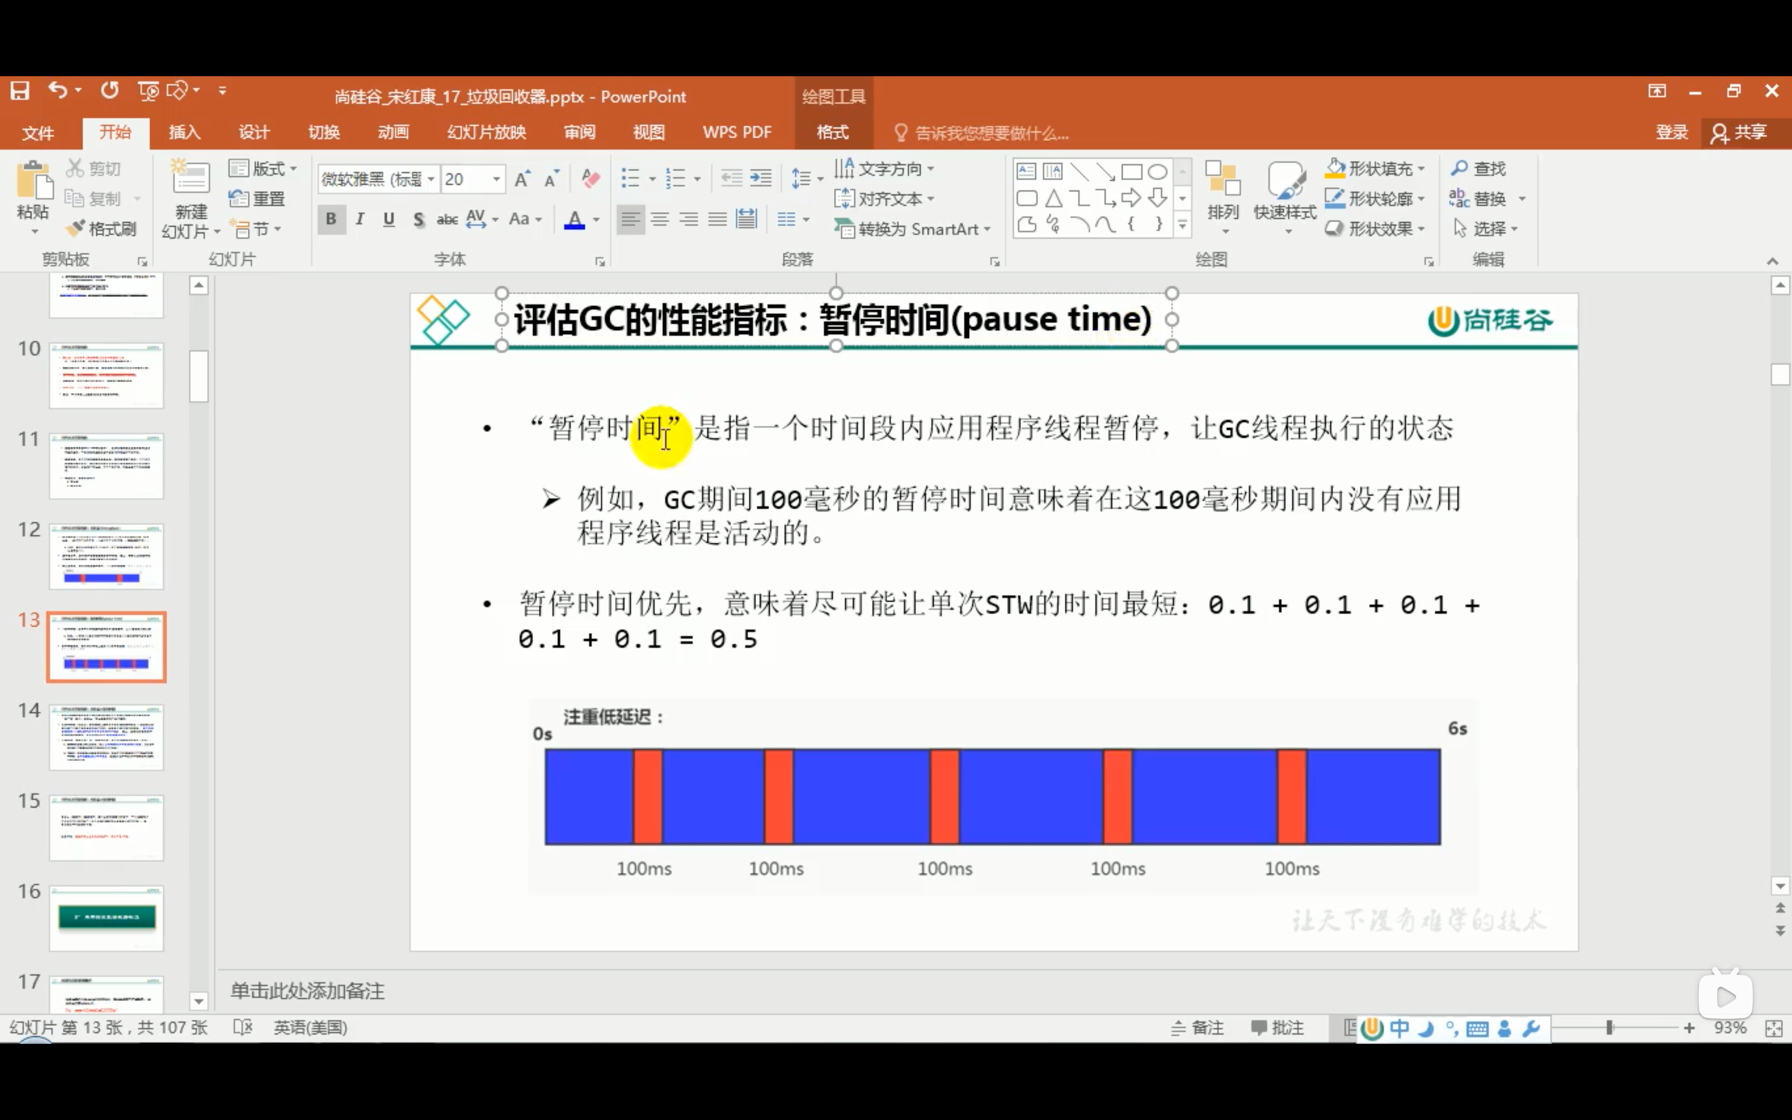 尚硅谷_宋红康_17_垃圾回收器.pptx - PowerPoint
绘图工具
文件 开始 插入 设计 切换 动画 幻灯片放映 审阅 视图 WPS PDF 格式 告诉我您想要做什么... 登录 共享
粘贴 剪切 复制 格式刷
新建 幻灯片 版式 重置 节
微软雅黑 (标题 20
B I U S abc AV Aa A
文字方向 对齐文本 转换为 SmartArt
排列 快速样式 形状填充 形状轮廓 形状效果
查找 替换 选择
剪贴板 幻灯片 字体 段落 绘图 编辑
10
11
12
13
14
15
16
17
评估GC的性能指标：暂停时间(pause time)
尚硅谷
• “暂停时间”是指一个时间段内应用程序线程暂停，让GC线程执行的状态
➢ 例如，GC期间100毫秒的暂停时间意味着在这100毫秒期间内没有应用
程序线程是活动的。
• 暂停时间优先，意味着尽可能让单次STW的时间最短：0.1 + 0.1 + 0.1 +
0.1 + 0.1 = 0.5
注重低延迟：
0s 6s
100ms 100ms 100ms 100ms 100ms
让天下没有难学的技术
单击此处添加备注
幻灯片 第 13 张，共 107 张 英语(美国) 备注 批注 中 93%